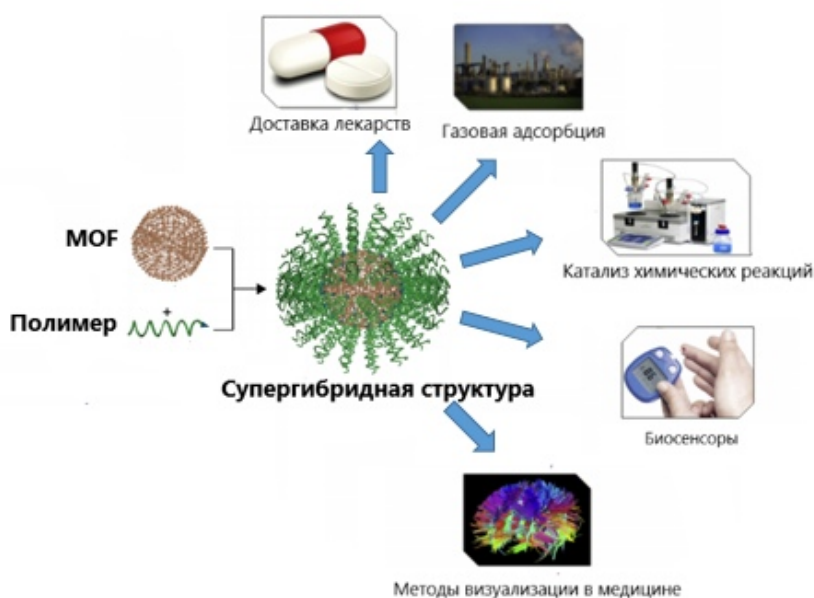 Доставка лекарств
Газовая адсорбция
MOF
+
Полимер
Катализ химических реакций
Супергибридная структура
Биосенсоры
Методы визуализации в медицине